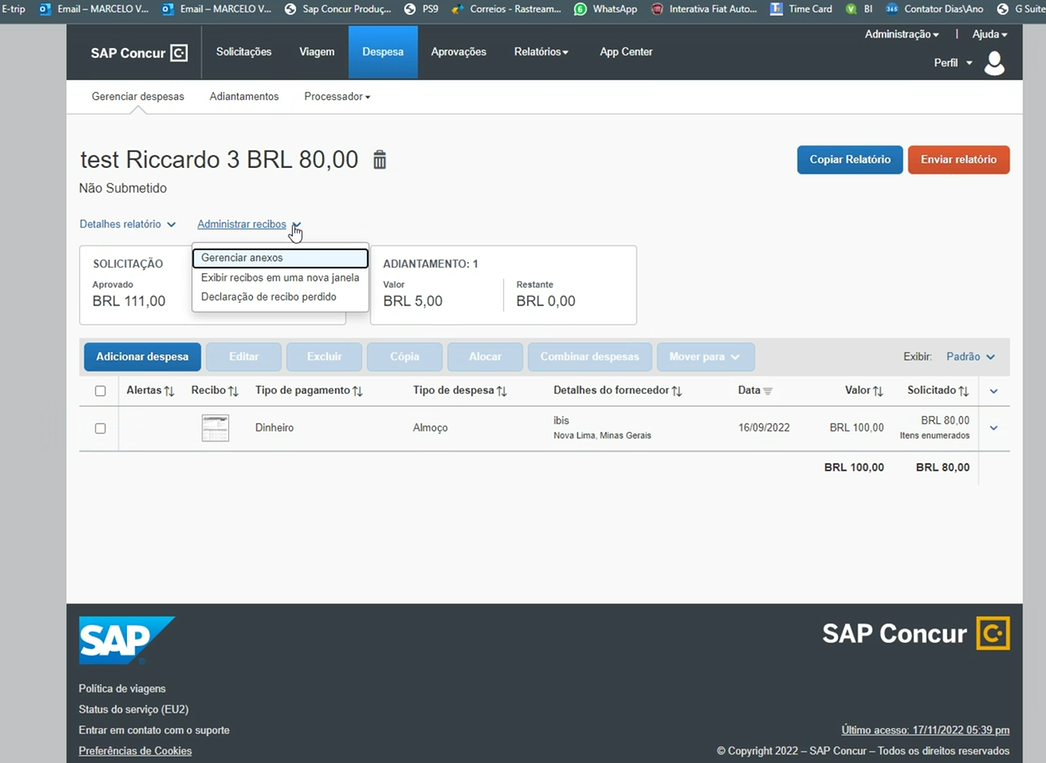 E-trip Email – MARCELO V... Email – MARCELO V... Sap Concur Produç... PS9 Correios - Rastream... WhatsApp Interativa Fiat Auto... Time Card BI Contator Dias\Ano G Suite
SAP Concur C Solicitações Viagem Despesa Aprovações Relatórios App Center
Administração | Ajuda
Perfil
Gerenciar despesas Adiantamentos Processador
test Riccardo 3 BRL 80,00
Copiar Relatório Enviar relatório
Não Submetido
Detalhes relatório Administrar recibos
Gerenciar anexos
Exibir recibos em uma nova janela
Declaração de recibo perdido
SOLICITAÇÃO
Aprovado
BRL 111,00
ADIANTAMENTO: 1
Valor Restante
BRL 5,00 BRL 0,00
Adicionar despesa Editar Excluir Cópia Alocar Combinar despesas Mover para Exibir: Padrão
Alertas Recibo Tipo de pagamento Tipo de despesa Detalhes do fornecedor Data Valor Solicitado
Dinheiro Almoço ibis 16/09/2022 BRL 100,00 BRL 80,00
Nova Lima, Minas Gerais Itens enumerados
BRL 100,00 BRL 80,00
SAP
SAP Concur C
Política de viagens
Status do serviço (EU2)
Entrar em contato com o suporte
Preferências de Cookies
Último acesso: 17/11/2022 05:39 pm
© Copyright 2022 – SAP Concur – Todos os direitos reservados